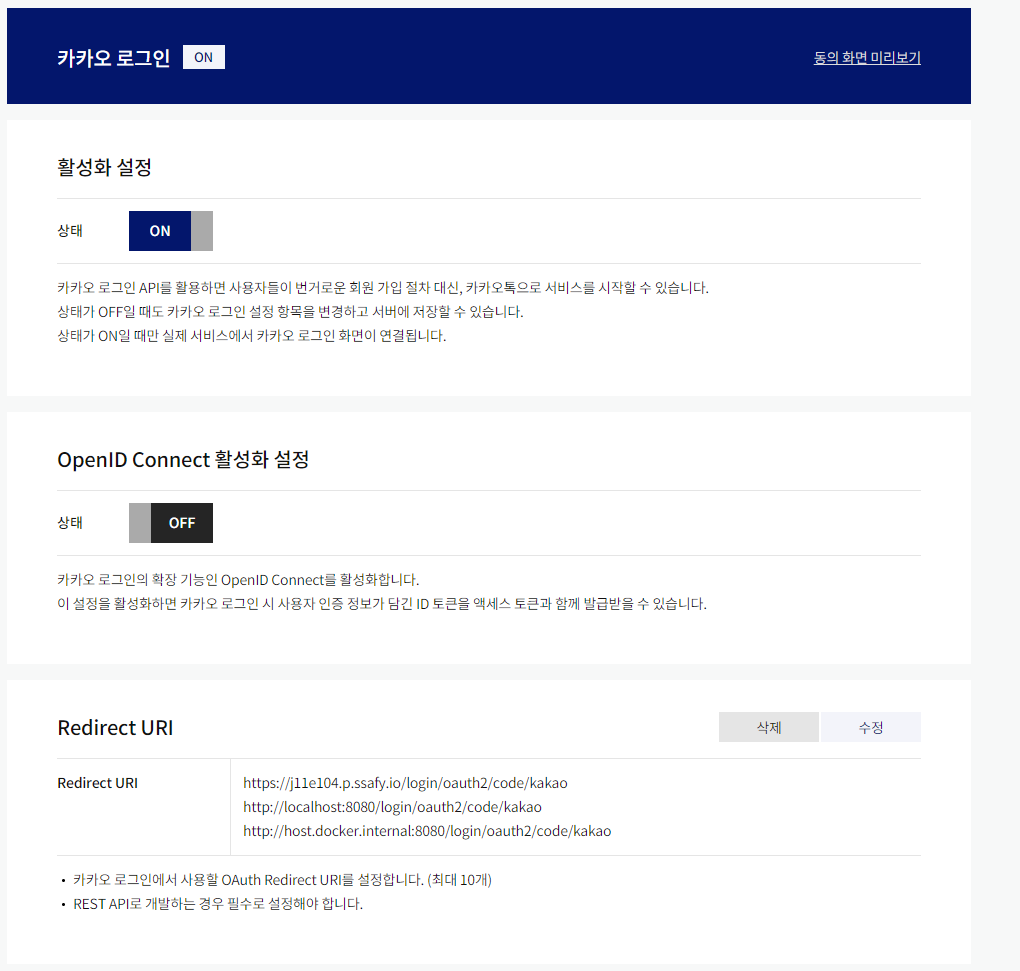 카카오 로그인 ON 동의 화면 미리보기
활성화 설정
상태 ON
카카오 로그인 API를 활용하면 사용자들이 번거로운 회원 가입 절차 대신, 카카오톡으로 서비스를 시작할 수 있습니다.
상태가 OFF일 때도 카카오 로그인 설정 항목을 변경하고 서버에 저장할 수 있습니다.
상태가 ON일 때만 실제 서비스에서 카카오 로그인 화면이 연결됩니다.
OpenID Connect 활성화 설정
상태 OFF
카카오 로그인의 확장 기능인 OpenID Connect를 활성화합니다.
이 설정을 활성화하면 카카오 로그인 시 사용자 인증 정보가 담긴 ID 토큰을 액세스 토큰과 함께 발급받을 수 있습니다.
Redirect URI 삭제 수정
Redirect URI https://j11e104.p.ssafy.io/login/oauth2/code/kakao
http://localhost:8080/login/oauth2/code/kakao
http://host.docker.internal:8080/login/oauth2/code/kakao
• 카카오 로그인에서 사용할 OAuth Redirect URI를 설정합니다. (최대 10개)
• REST API로 개발하는 경우 필수로 설정해야 합니다.